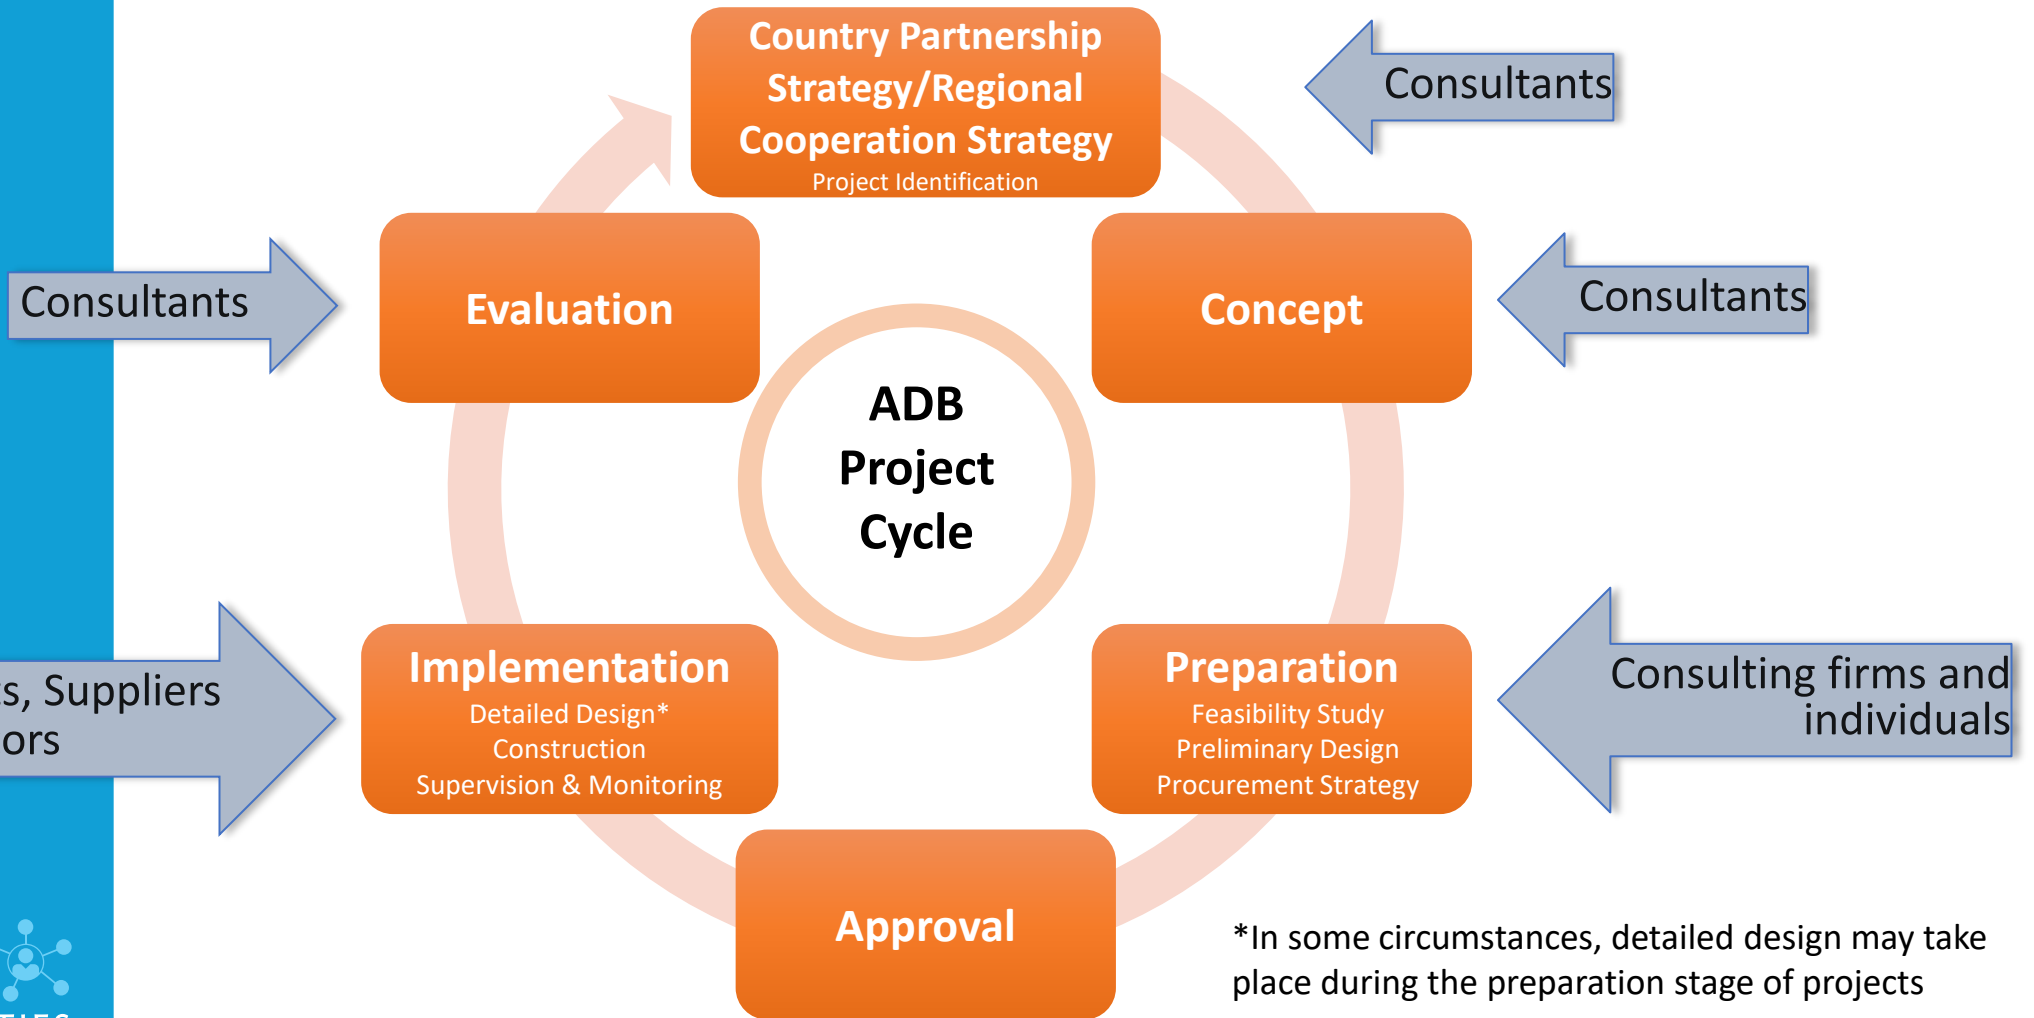 Country Partnership
Strategy/Regional
Cooperation Strategy
Project Identification
Consultants
Consultants
Evaluation
Concept
Consultants
ADB
Project
Cycle
Implementation
Detailed Design*
Construction
Supervision & Monitoring
Preparation
Feasibility Study
Preliminary Design
Procurement Strategy
Consulting firms and
individuals
Suppliers
Approval
*In some circumstances, detailed design may take
place during the preparation stage of projects